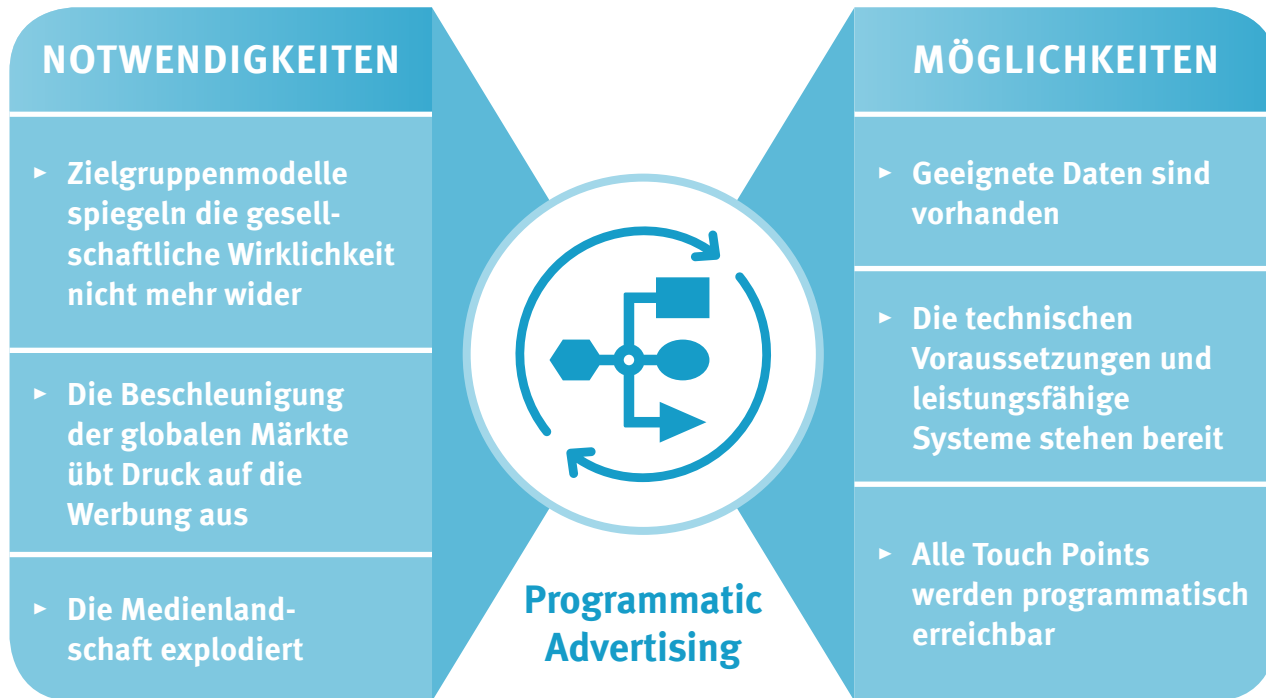 NOTWENDIGKEITEN
► Zielgruppenmodelle
spiegeln die gesell-
schaftliche Wirklichkeit
nicht mehr wider
► Die Beschleunigung
der globalen Märkte
übt Druck auf die
Werbung aus
► Die Medienland-
schaft explodiert
Programmatic
Advertising
MÖGLICHKEITEN
► Geeignete Daten sind
vorhanden
► Die technischen
Voraussetzungen und
leistungsfähige
Systeme stehen bereit
► Alle Touch Points
werden programmatisch
erreichbar